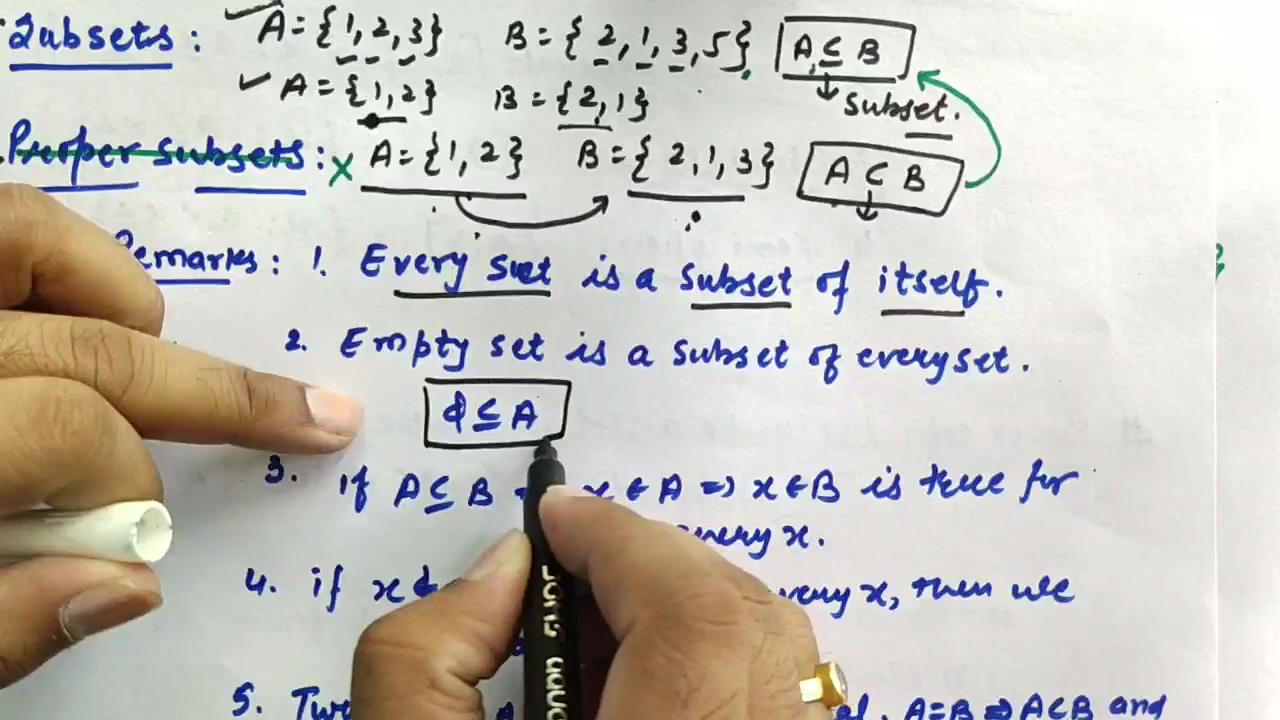 Subsets: A={1,2,3} B={2,1,3,5} A⊆B
A={1,2} B={2,1} subset.
Proper subsets: x A={1,2} B={2,1,3} A⊂B
Remarks: 1. Every set is a subset of itself.
2. Empty set is a subset of every set.
ϕ⊆A
3. if A⊆B x∈A ⇒ x∈B is true for
every x.
4. if x every x, then we
5. Two A=B ⇒ A⊂B and